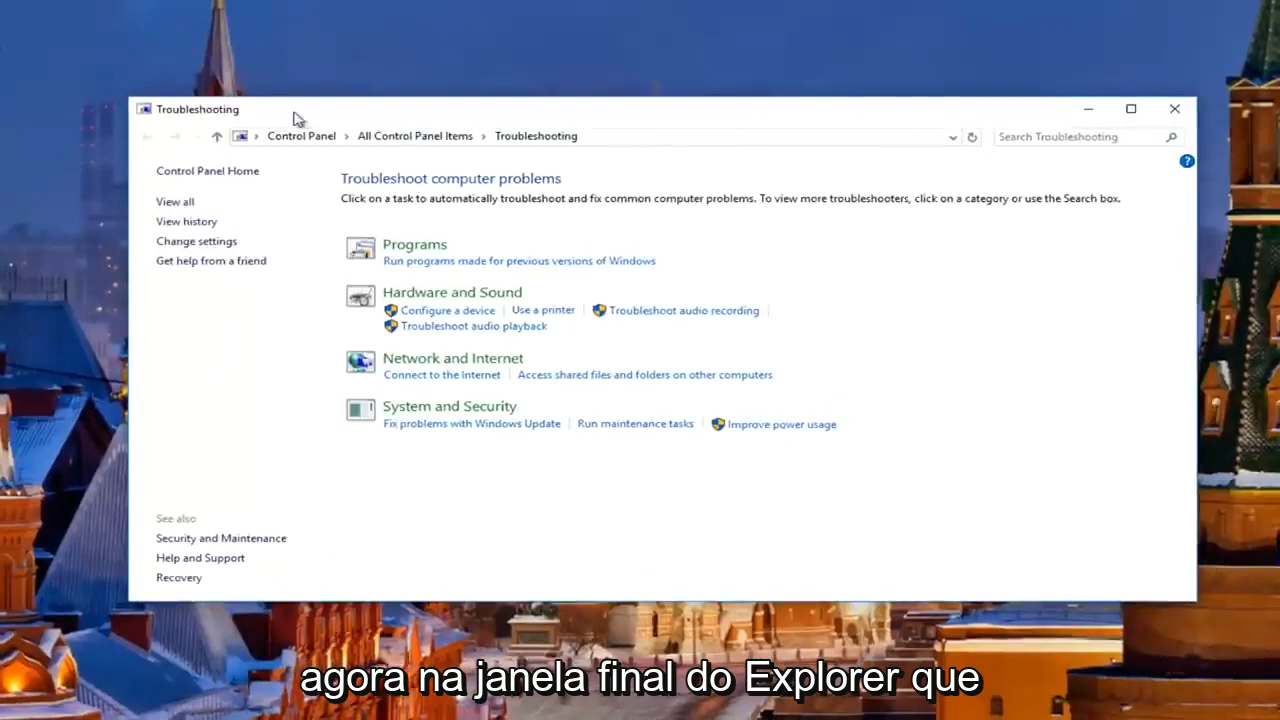 Troubleshooting
Control Panel > All Control Panel Items > Troubleshooting
Search Troubleshooting
?
Control Panel Home
View all
View history
Change settings
Get help from a friend
Troubleshoot computer problems
Click on a task to automatically troubleshoot and fix common computer problems. To view more troubleshooters, click on a category or use the Search box.
Programs
Run programs made for previous versions of Windows
Hardware and Sound
Configure a device | Use a printer | Troubleshoot audio recording |
Troubleshoot audio playback
Network and Internet
Connect to the Internet | Access shared files and folders on other computers
System and Security
Fix problems with Windows Update | Run maintenance tasks | Improve power usage
See also
Security and Maintenance
Help and Support
Recovery
agora na janela final do Explorer que